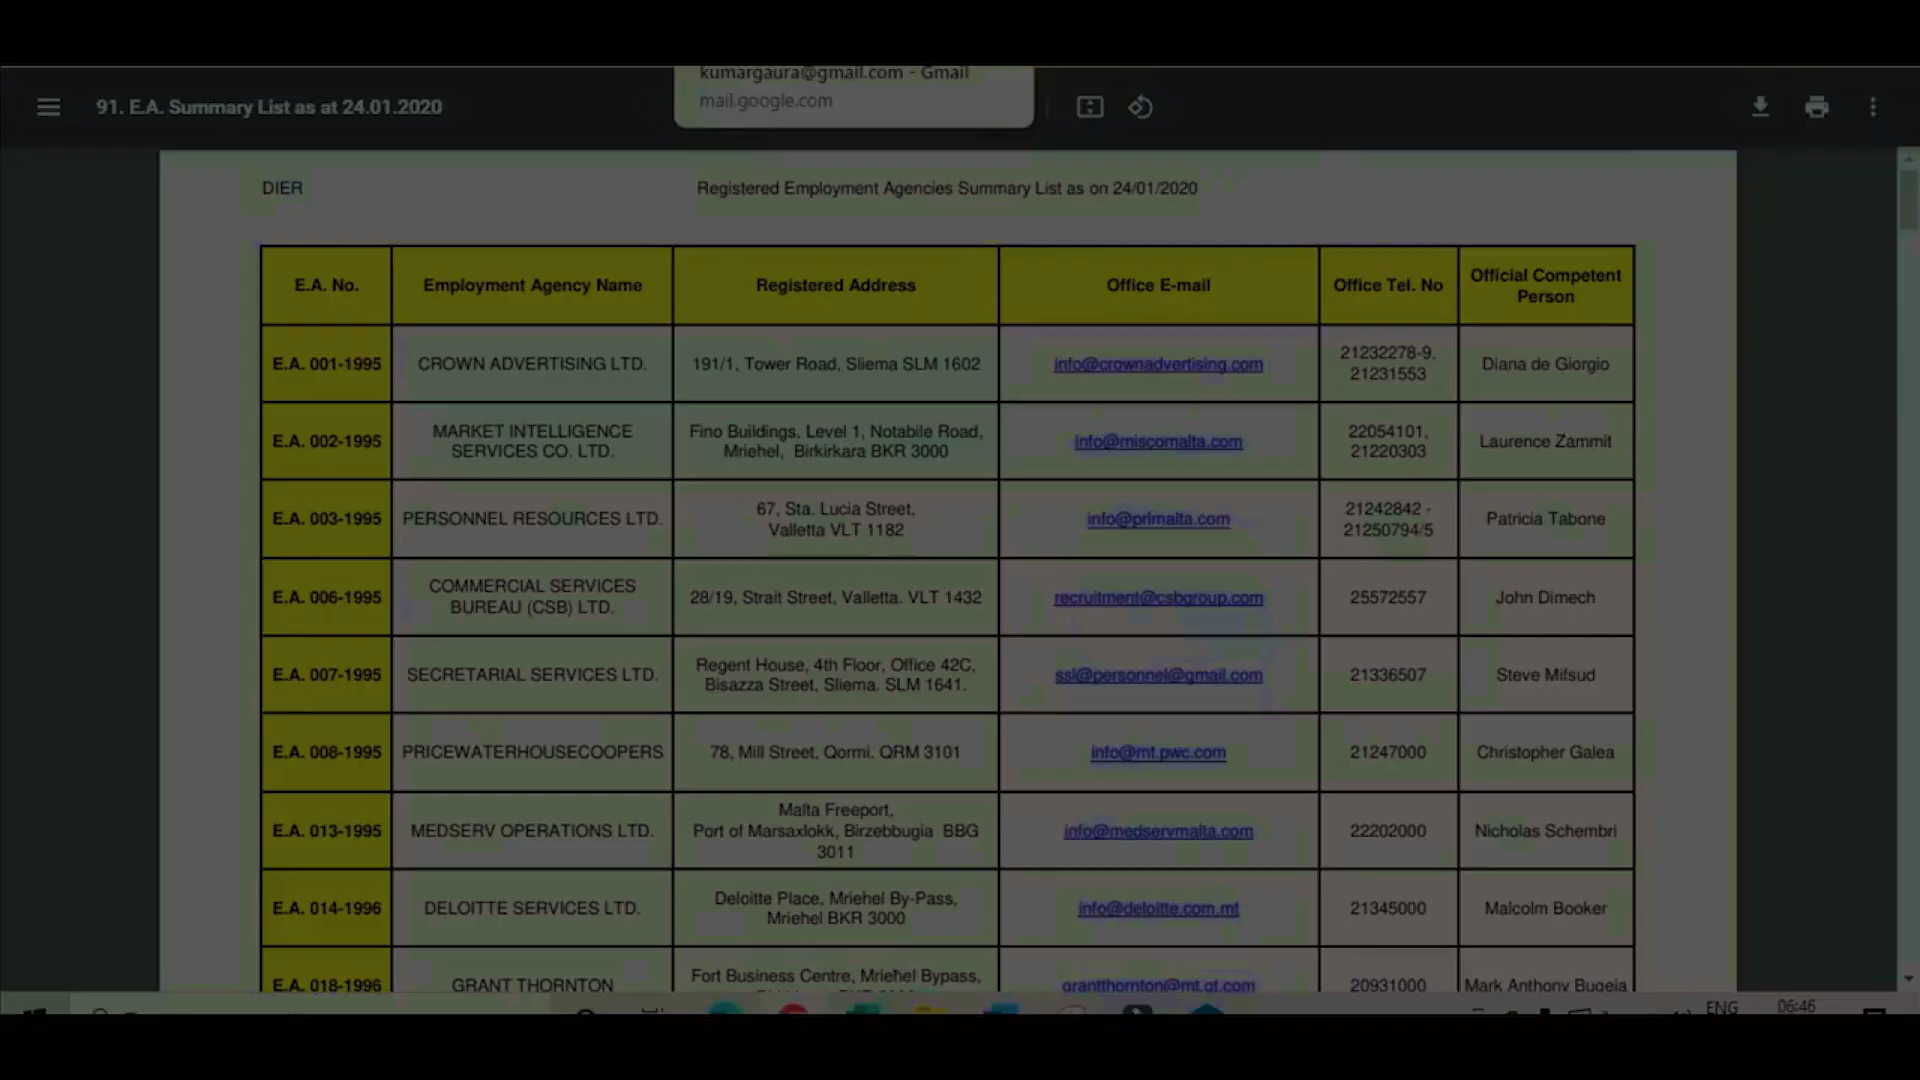 kumargaura@gmail.com - Gmail
mail.google.com
91. E.A. Summary List as at 24.01.2020
DIER
Registered Employment Agencies Summary List as on 24/01/2020
E.A. No.
Employment Agency Name
Registered Address
Office E-mail
Office Tel. No
Official Competent
Person
E.A. 001-1995
CROWN ADVERTISING LTD.
191/1, Tower Road, Sliema SLM 1602
info@crownadvertising.com
21232278-9,
21231553
Diana de Giorgio
E.A. 002-1995
MARKET INTELLIGENCE
SERVICES CO. LTD.
Fino Buildings, Level 1, Notabile Road,
Mriehel, Birkirkara BKR 3000
info@miscomalta.com
22054101,
21220303
Laurence Zammit
E.A. 003-1995
PERSONNEL RESOURCES LTD.
67, Sta. Lucia Street,
Valletta VLT 1182
info@primalta.com
21242842 -
21250794/5
Patricia Tabone
E.A. 006-1995
COMMERCIAL SERVICES
BUREAU (CSB) LTD.
28/19, Strait Street, Valletta. VLT 1432
recruitment@csbgroup.com
25572557
John Dimech
E.A. 007-1995
SECRETARIAL SERVICES LTD.
Regent House, 4th Floor, Office 42C,
Bisazza Street, Sliema. SLM 1641.
ssl@personnel@gmail.com
21336507
Steve Mifsud
E.A. 008-1995
PRICEWATERHOUSECOOPERS
78, Mill Street, Qormi. QRM 3101
info@mt.pwc.com
21247000
Christopher Galea
E.A. 013-1995
MEDSERV OPERATIONS LTD.
Malta Freeport,
Port of Marsaxlokk, Birzebbugia BBG
3011
info@medservmalta.com
22202000
Nicholas Schembri
E.A. 014-1996
DELOITTE SERVICES LTD.
Deloitte Place, Mriehel By-Pass,
Mriehel BKR 3000
info@deloitte.com.mt
21345000
Malcolm Booker
E.A. 018-1996
GRANT THORNTON
Fort Business Centre, Mriehel Bypass,
grantthornton@mt.gt.com
20931000
Mark Anthony Bugeja
ENG
06:46